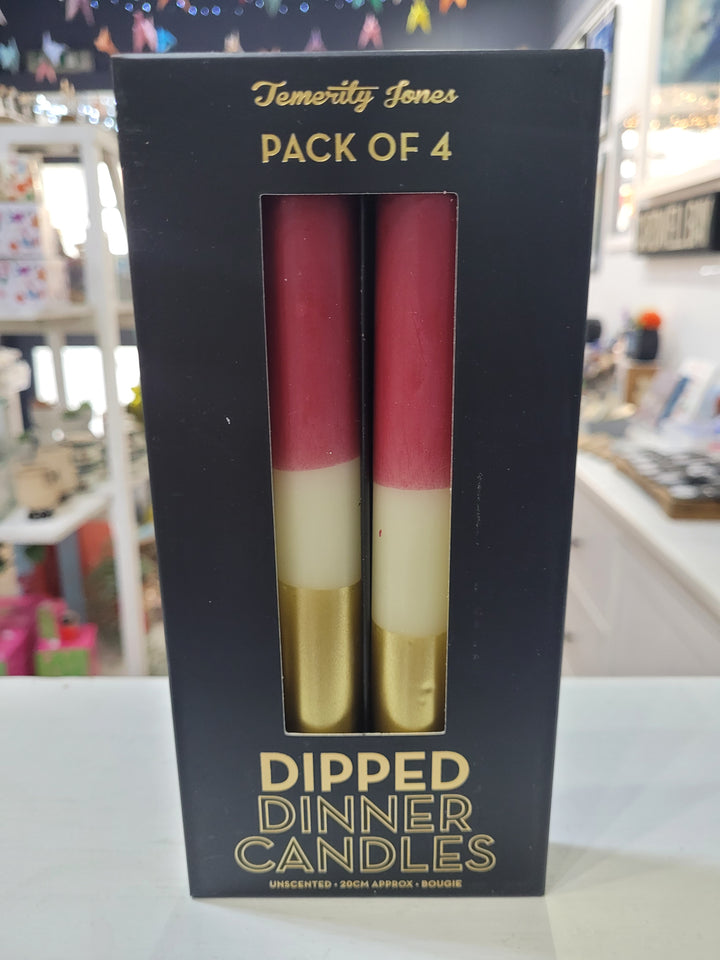 Temerity Jones
PACK OF 4
DIPPED
DINNER
CANDLES
UNSCENTED • 20CM APPROX • BOUGIE